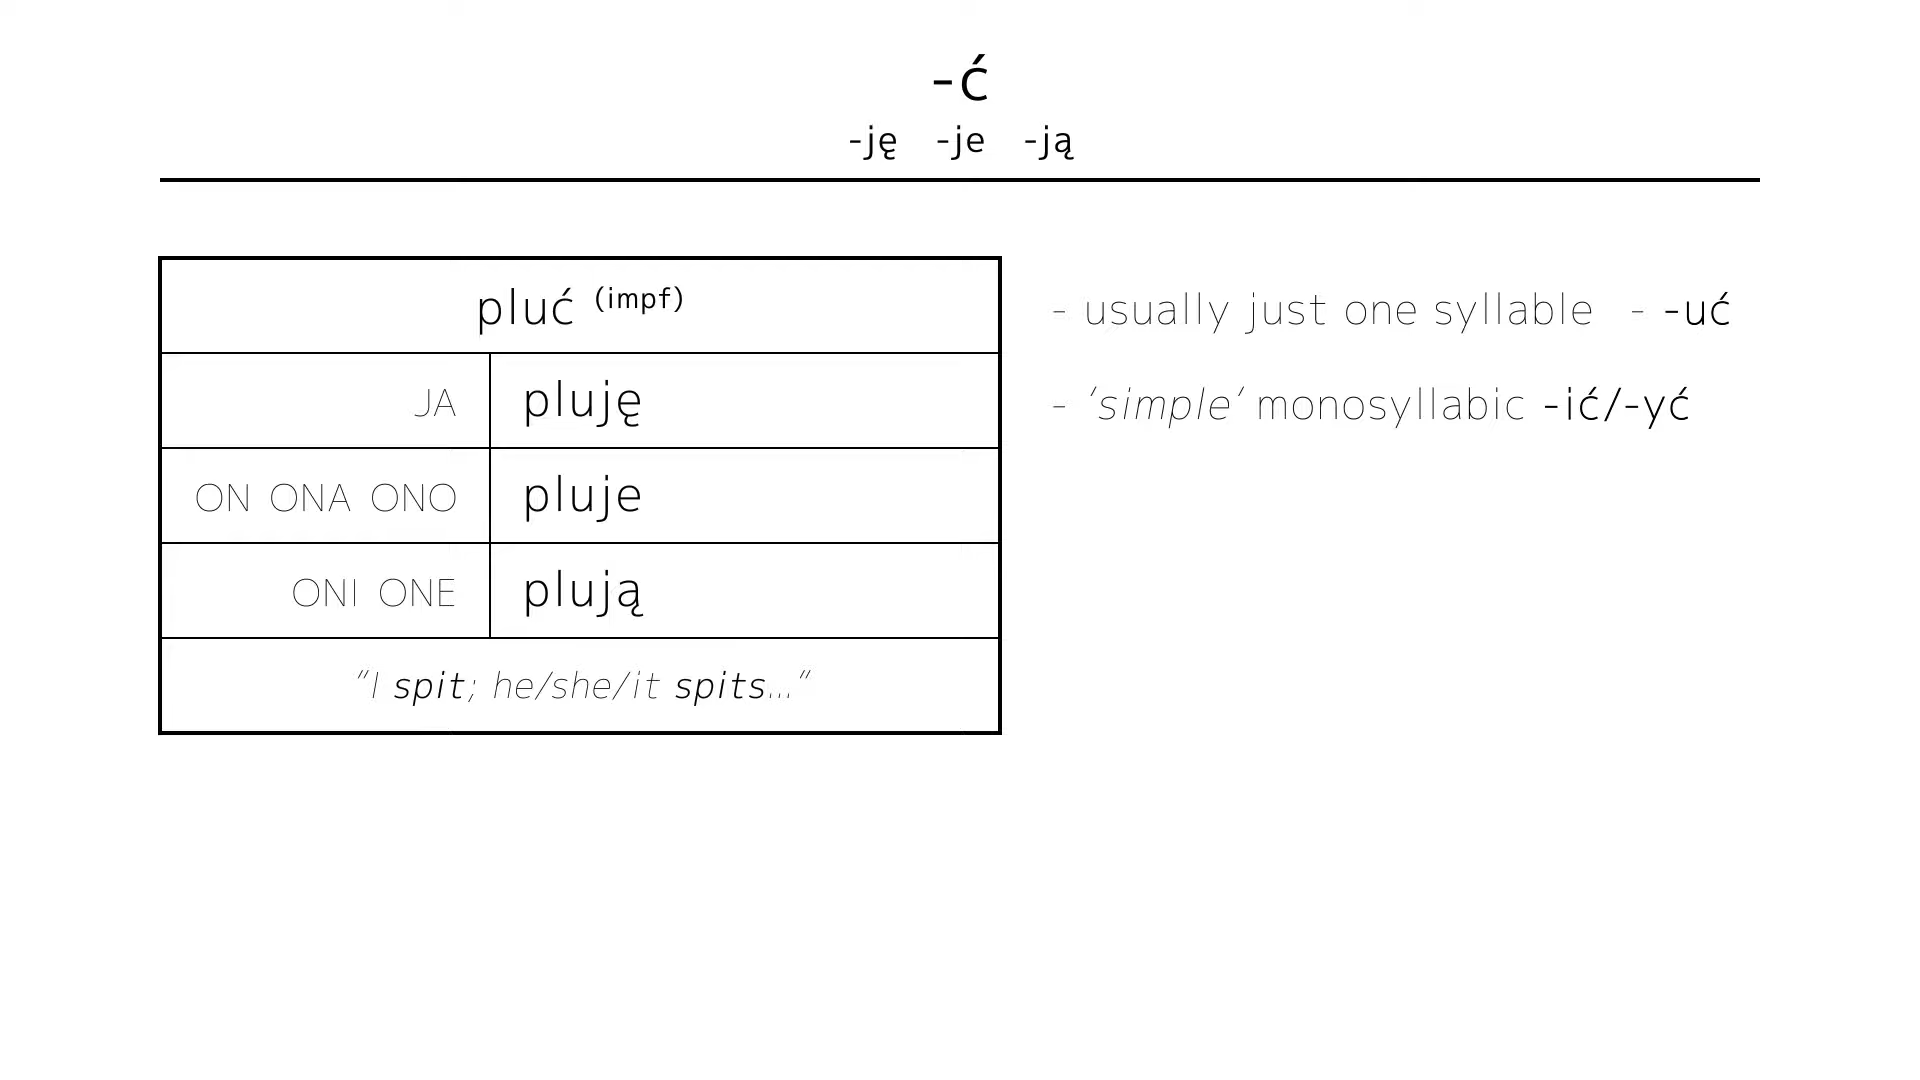 -ć
-ję -je -ją
pluć (impf)
JA pluję
ON ONA ONO pluje
ONI ONE plują
“I spit; he/she/it spits...”
- usually just one syllable - -uć
- ‘simple’ monosyllabic -ić/-yć